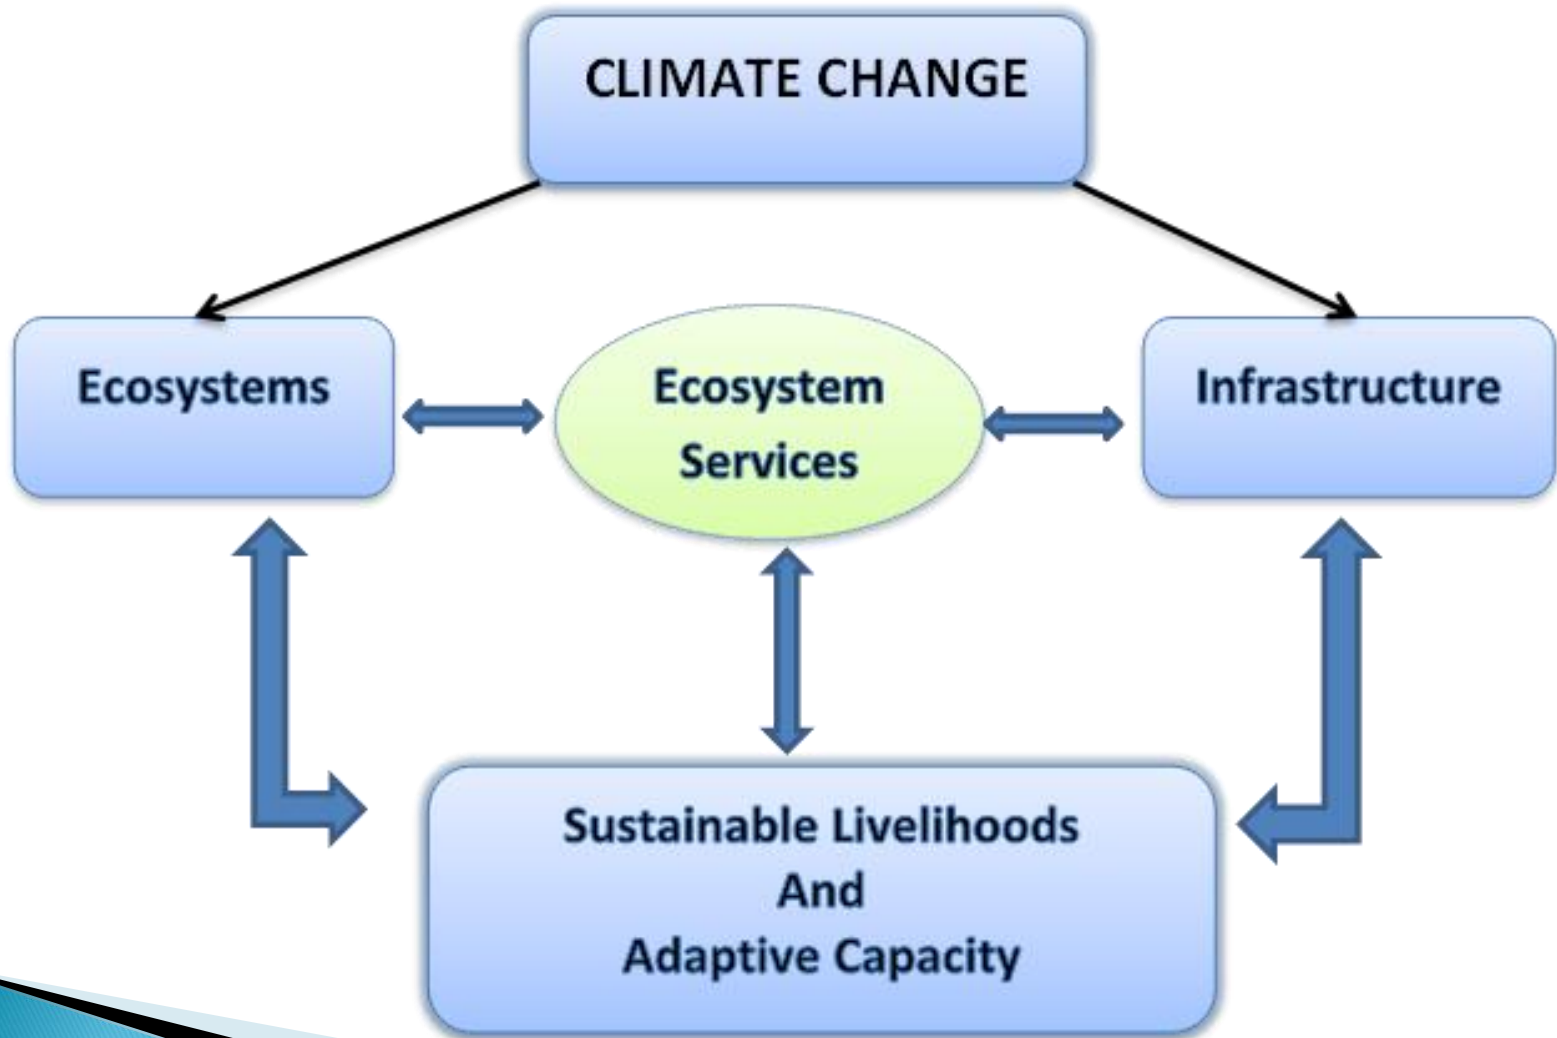 CLIMATE CHANGE
Ecosystems
Ecosystem
Services
Infrastructure
Sustainable Livelihoods
And
Adaptive Capacity